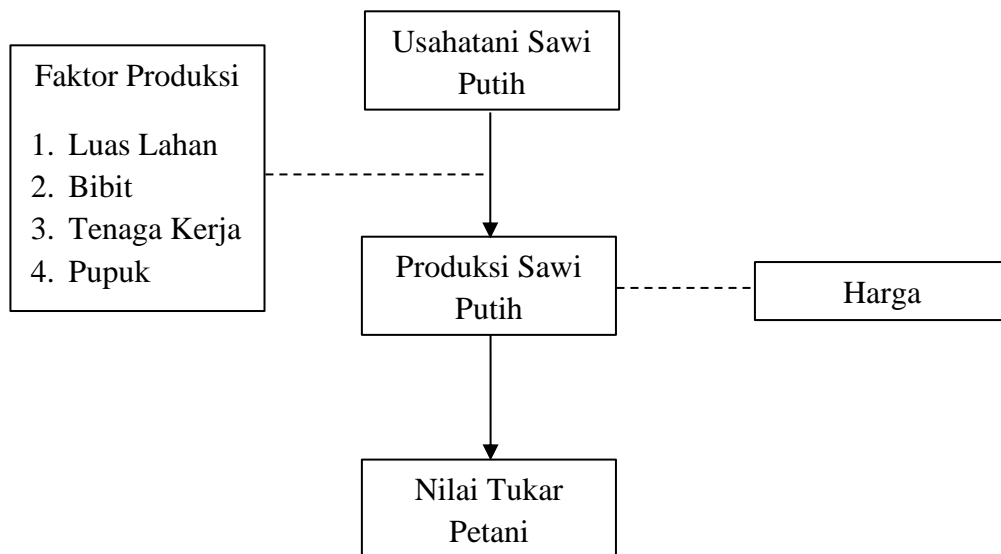 Usahatani Sawi
Putih
Faktor Produksi
1. Luas Lahan
2. Bibit
3. Tenaga Kerja
4. Pupuk
Produksi Sawi
Putih
Harga
Nilai Tukar
Petani